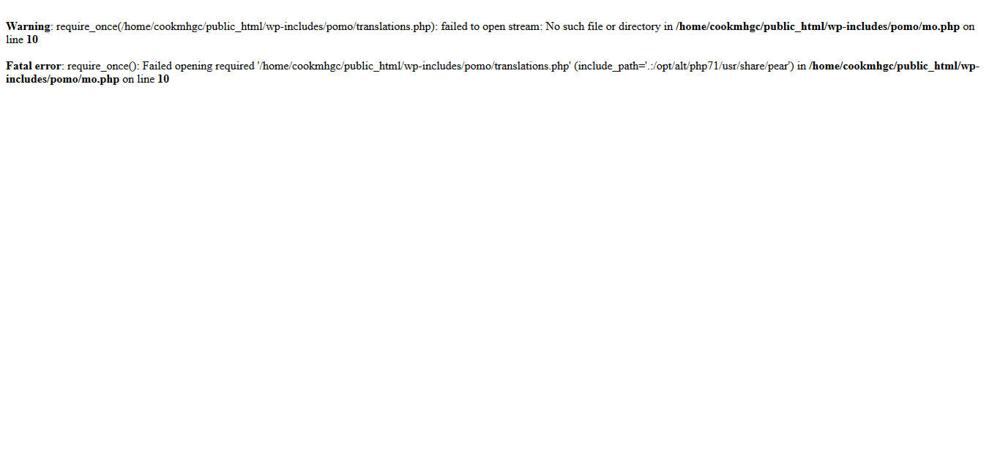 Warning: require_once(/home/cookmhgc/public_html/wp-includes/pomo/translations.php): failed to open stream: No such file or directory in /home/cookmhgc/public_html/wp-includes/pomo/mo.php on
line 10
Fatal error: require_once(): Failed opening required '/home/cookmhgc/public_html/wp-includes/pomo/translations.php' (include_path='.:/opt/alt/php71/usr/share/pear') in /home/cookmhgc/public_html/wp-
includes/pomo/mo.php on line 10